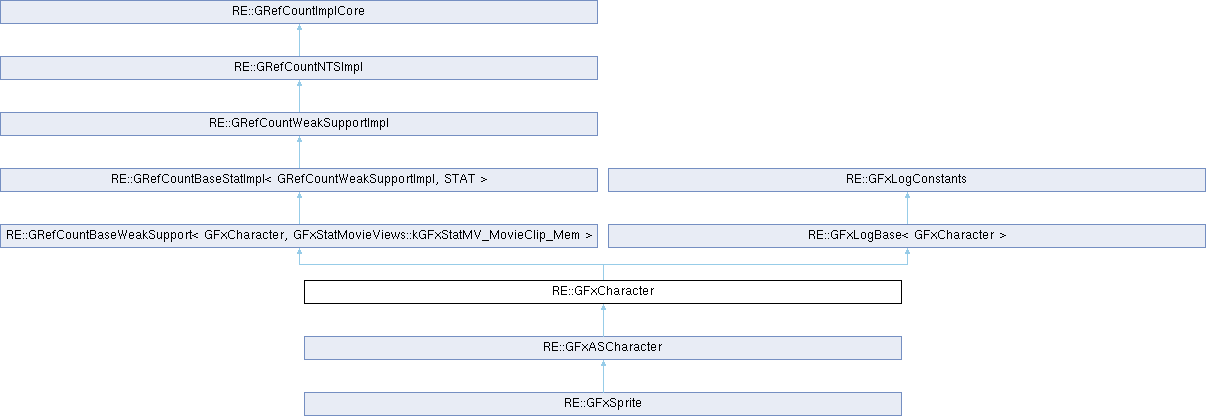 RE::GRefCountImplCore
RE::GRefCountNTSImpl
RE::GRefCountWeakSupportImpl
RE::GRefCountBaseStatImpl< GRefCountWeakSupportImpl, STAT >
RE::GFxLogConstants
RE::GRefCountBaseWeakSupport< GFxCharacter, GFxStatMovieViews::kGFxStatMV_MovieClip_Mem >
RE::GFxLogBase< GFxCharacter >
RE::GFxCharacter
RE::GFxASCharacter
RE::GFxSprite